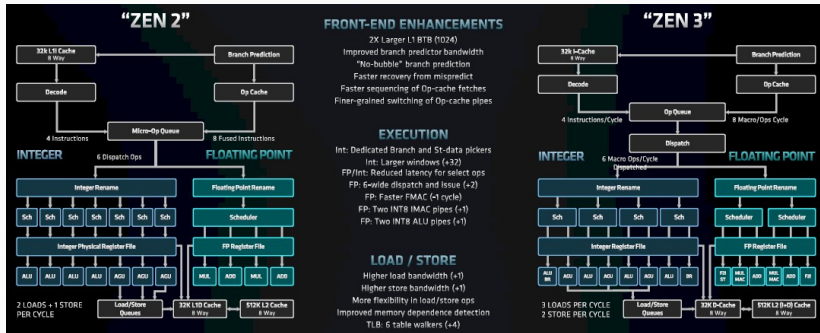 "ZEN 2"
32k L1I Cache
8 Way
Branch Prediction
Decode
Op Cache
Micro-Op Queue
4 Instructions
8 Fused Instructions
INTEGER
6 Dispatch Ops
FLOATING POINT
Integer Rename
Floating Point Rename
Sch
Sch
Sch
Sch
Sch
Sch
Sch
Scheduler
Integer Physical Register File
FP Register File
ALU
ALU
ALU
ALU
AGU
AGU
AGU
MUL
ADD
MUL
ADD
2 LOADS + 1 STORE
PER CYCLE
Load/Store
Queues
32K L1D Cache
8 Way
512K L2 Cache
8 Way
FRONT-END ENHANCEMENTS
2X Larger L1 BTB (1024)
Improved branch predictor bandwidth
"No-bubble" branch prediction
Faster recovery from mispredict
Faster sequencing of Op-cache fetches
Finer-grained switching of Op-cache pipes
EXECUTION
Int: Dedicated Branch and St-data pickers
Int: Larger windows (+32)
FP/Int: Reduced latency for select ops
FP: 6-wide dispatch and issue (+2)
FP: Faster FMAC (-1 cycle)
FP: Two INT8 IMAC pipes (+1)
FP: Two INT8 ALU pipes (+1)
LOAD / STORE
Higher load bandwidth (+1)
Higher store bandwidth (+1)
More flexibility in load/store ops
Improved memory dependence detection
TLB: 6 table walkers (+4)
"ZEN 3"
32k I-Cache
8 Way
Branch Prediction
Decode
Op Cache
Op Queue
4 Instructions/Cycle
8 Macro/Ops Cycle
Dispatch
INTEGER
6 Macro Ops/Cycle
Dispatched
FLOATING POINT
Integer Rename
Floating Point Rename
Sch
Sch
Sch
Sch
Scheduler
Scheduler
Integer Register File
FP Register File
ALU
BR
AGU
ALU
AGU
ALU
AGU
ALU
BR
ST
MUL
MAC
ADD
MUL
MAC
ADD
3 LOADS PER CYCLE
2 STORE PER CYCLE
Load/Store
Queues
32K D-Cache
8 Way
512K L2 (I+D) Cache
8 Way